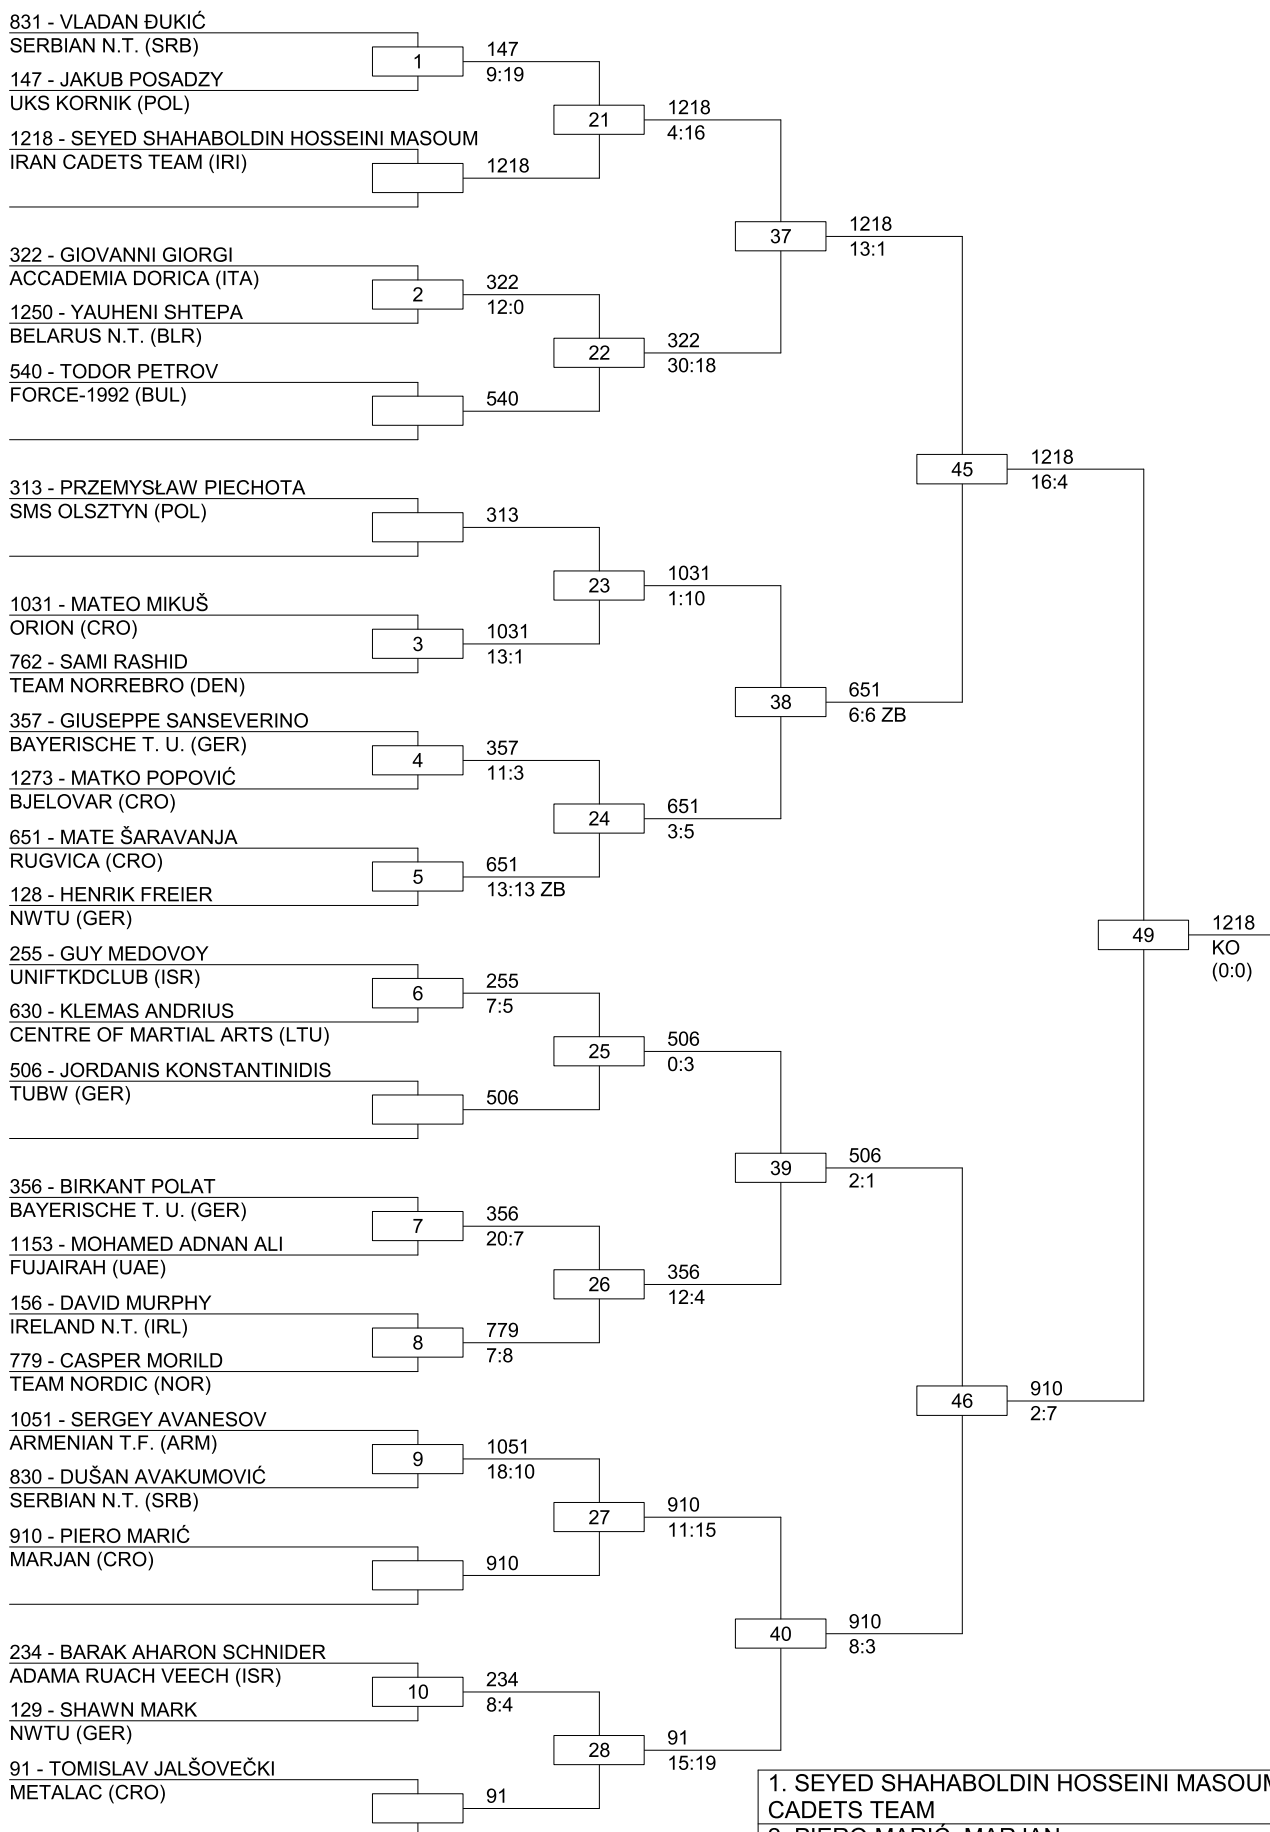 831 - VLADAN ĐUKIĆ
SERBIAN N.T. (SRB)
1
147
9:19
147 - JAKUB POSADZY
UKS KORNIK (POL)
21
1218
4:16
1218 - SEYED SHAHABOLDIN HOSSEINI MASOUM
IRAN CADETS TEAM (IRI)
1218
37
1218
13:1
322 - GIOVANNI GIORGI
ACCADEMIA DORICA (ITA)
2
322
12:0
1250 - YAUHENI SHTEPA
BELARUS N.T. (BLR)
22
322
30:18
540 - TODOR PETROV
FORCE-1992 (BUL)
540
45
1218
16:4
313 - PRZEMYSŁAW PIECHOTA
SMS OLSZTYN (POL)
313
23
1031
1:10
1031 - MATEO MIKUŠ
ORION (CRO)
3
1031
13:1
762 - SAMI RASHID
TEAM NORREBRO (DEN)
38
651
6:6 ZB
357 - GIUSEPPE SANSEVERINO
BAYERISCHE T. U. (GER)
4
357
11:3
1273 - MATKO POPOVIĆ
BJELOVAR (CRO)
24
651
3:5
651 - MATE ŠARAVANJA
RUGVICA (CRO)
5
651
13:13 ZB
128 - HENRIK FREIER
NWTU (GER)
49
1218
KO
(0:0)
255 - GUY MEDOVOY
UNIFTKDCLUB (ISR)
6
255
7:5
630 - KLEMAS ANDRIUS
CENTRE OF MARTIAL ARTS (LTU)
25
506
0:3
506 - JORDANIS KONSTANTINIDIS
TUBW (GER)
506
39
506
2:1
356 - BIRKANT POLAT
BAYERISCHE T. U. (GER)
7
356
20:7
1153 - MOHAMED ADNAN ALI
FUJAIRAH (UAE)
26
356
12:4
156 - DAVID MURPHY
IRELAND N.T. (IRL)
8
779
7:8
779 - CASPER MORILD
TEAM NORDIC (NOR)
46
910
2:7
1051 - SERGEY AVANESOV
ARMENIAN T.F. (ARM)
9
1051
18:10
830 - DUŠAN AVAKUMOVIĆ
SERBIAN N.T. (SRB)
27
910
11:15
910 - PIERO MARIĆ
MARJAN (CRO)
910
40
910
8:3
234 - BARAK AHARON SCHNIDER
ADAMA RUACH VEECH (ISR)
10
234
8:4
129 - SHAWN MARK
NWTU (GER)
28
91
15:19
91 - TOMISLAV JALŠOVEČKI
METALAC (CRO)
91
1. SEYED SHAHABOLDIN HOSSEINI MASOUM
CADETS TEAM
2. PIERO MARIĆ, MARJAN